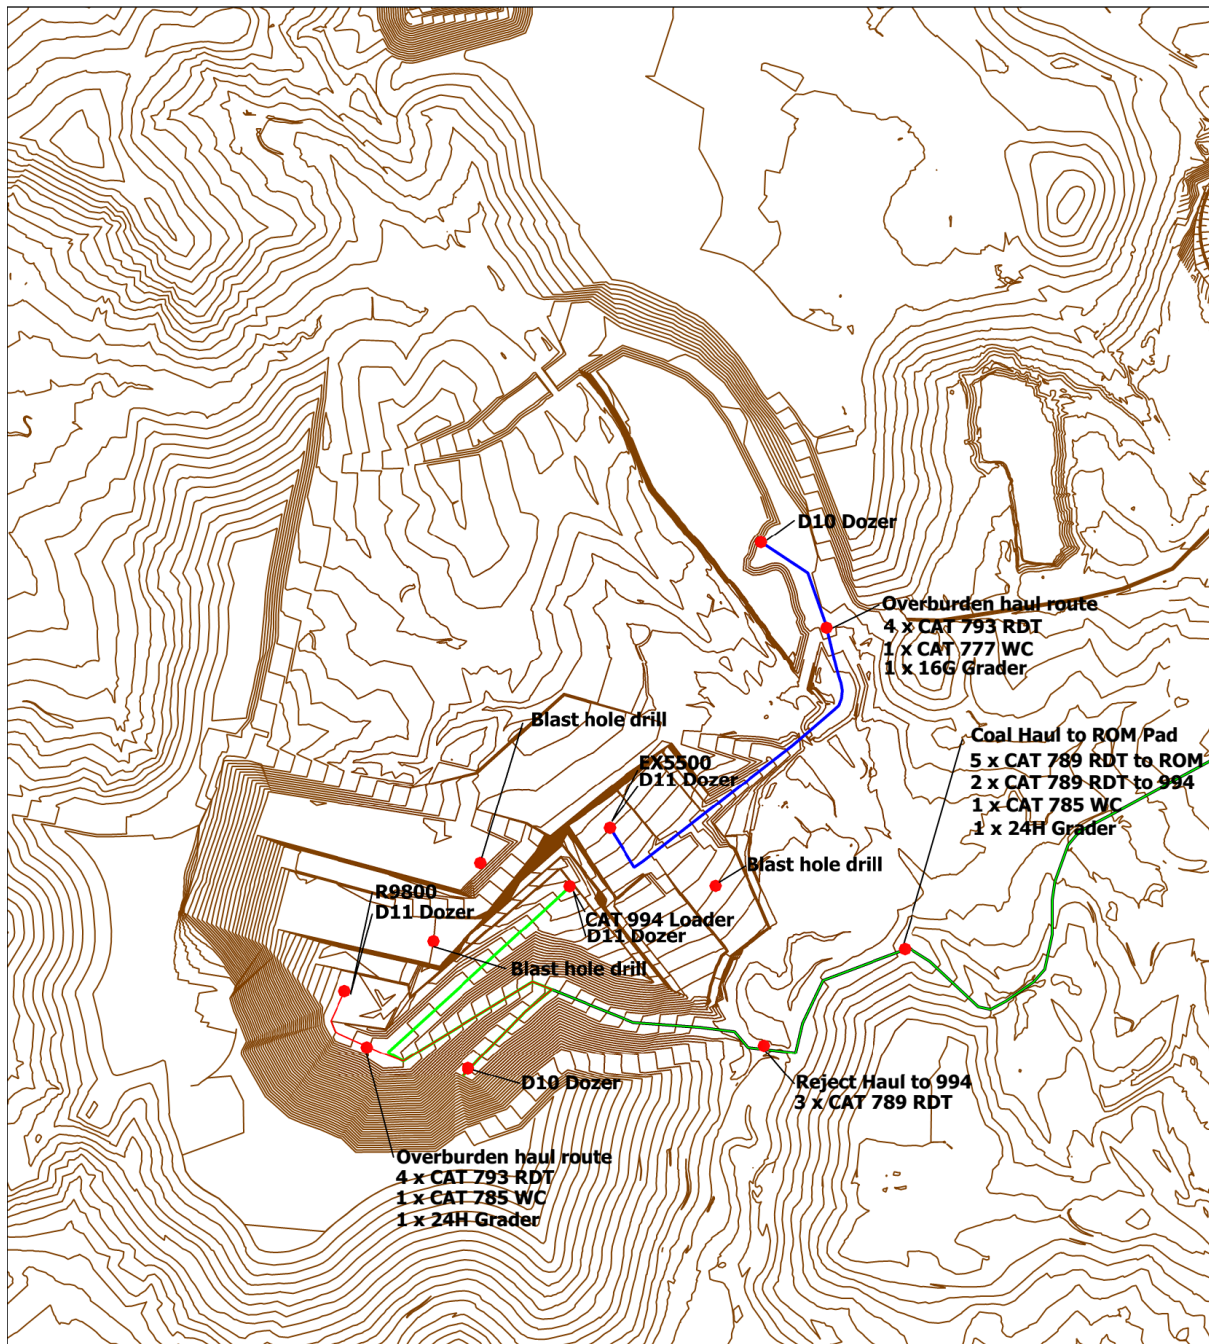 D10 Dozer
Overburden haul route
4 x CAT 793 RDT
1 x CAT 777 WC
1 x 16G Grader
Blast hole drill
Coal Haul to ROM Pad
5 x CAT 789 RDT to ROM
2 x CAT 789 RDT to 994
1 x CAT 785 WC
1 x 24H Grader
EX5500
D11 Dozer
Blast hole drill
R9800
D11 Dozer
CAT 994 Loader
D11 Dozer
Blast hole drill
D10 Dozer
Reject Haul to 994
3 x CAT 789 RDT
Overburden haul route
4 x CAT 793 RDT
1 x CAT 785 WC
1 x 24H Grader